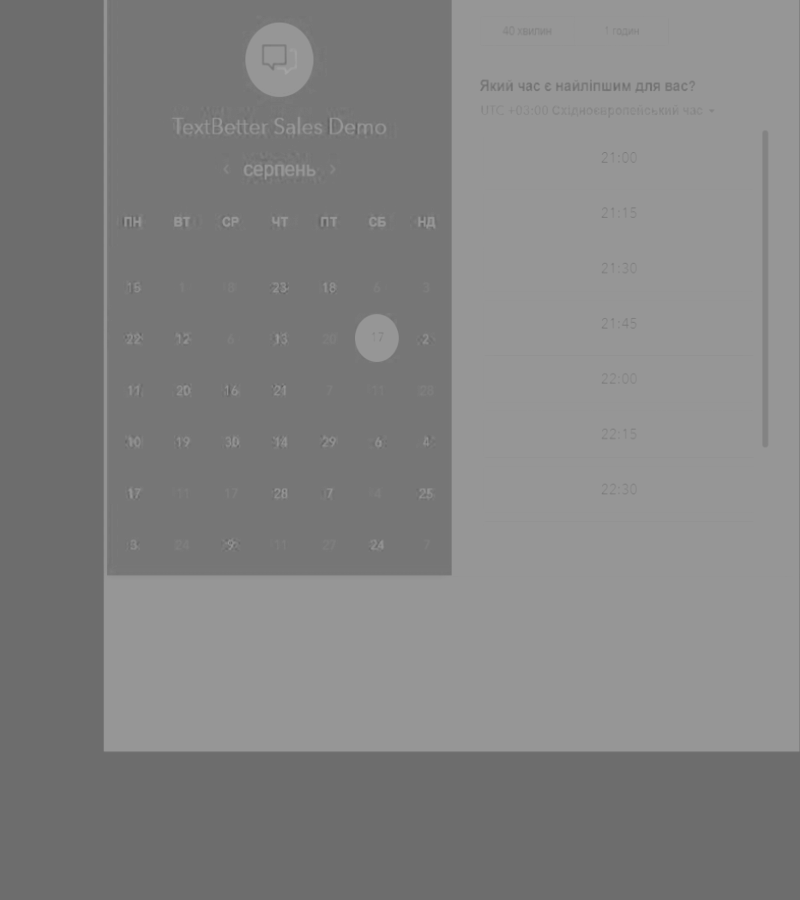 40 хвилин 1 годин
TextBetter Sales Demo
серпень
ПН ВТ СР ЧТ ПТ СБ НД
16 1 23 18 6 3
22 12 6 13 20 17 2
11 20 16 21 7 11 28
10 19 30 14 29 6 4
17 11 17 28 7 4 25
3 24 9 11 27 24 7
Який час є найліпшим для вас?
UTC +03:00 Східноєвропейський час
21:00
21:15
21:30
21:45
22:00
22:15
22:30